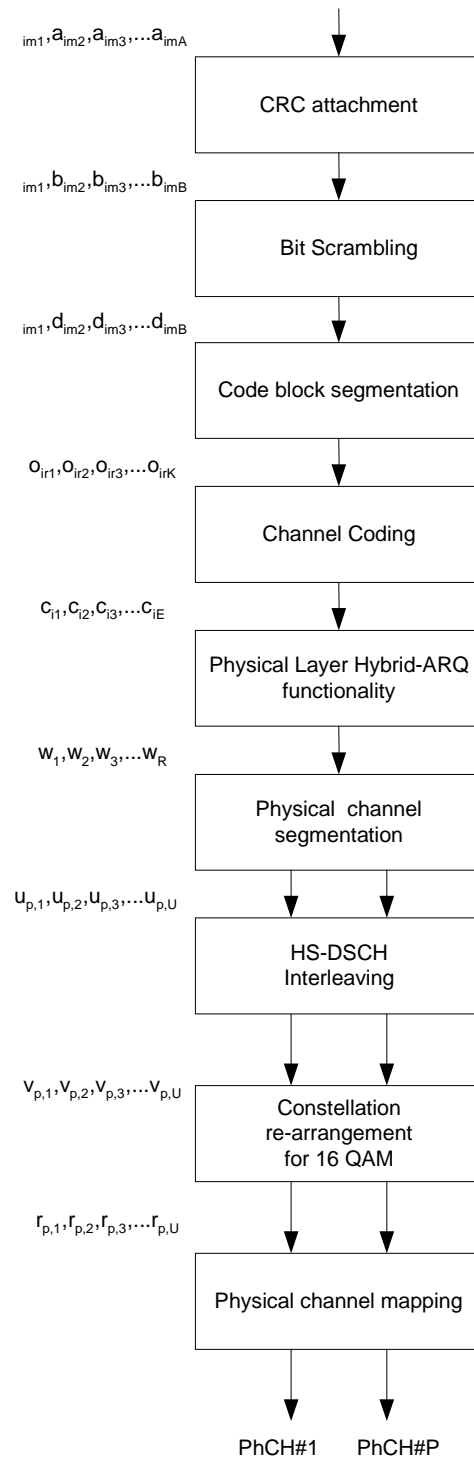 im1,aim2,aim3,...aimA
CRC attachment
im1,bim2,bim3,...bimB
Bit Scrambling
im1,dim2,dim3,...dimB
Code block segmentation
oir1,oir2,oir3,...oirK
Channel Coding
ci1,ci2,ci3,...ciE
Physical Layer Hybrid-ARQ
functionality
w1,w2,w3,...wR
Physical channel
segmentation
up,1,up,2,up,3,...up,U
HS-DSCH
Interleaving
vp,1,vp,2,vp,3,...vp,U
Constellation
re-arrangement
for 16 QAM
rp,1,rp,2,rp,3,...rp,U
Physical channel mapping
PhCH#1 PhCH#P